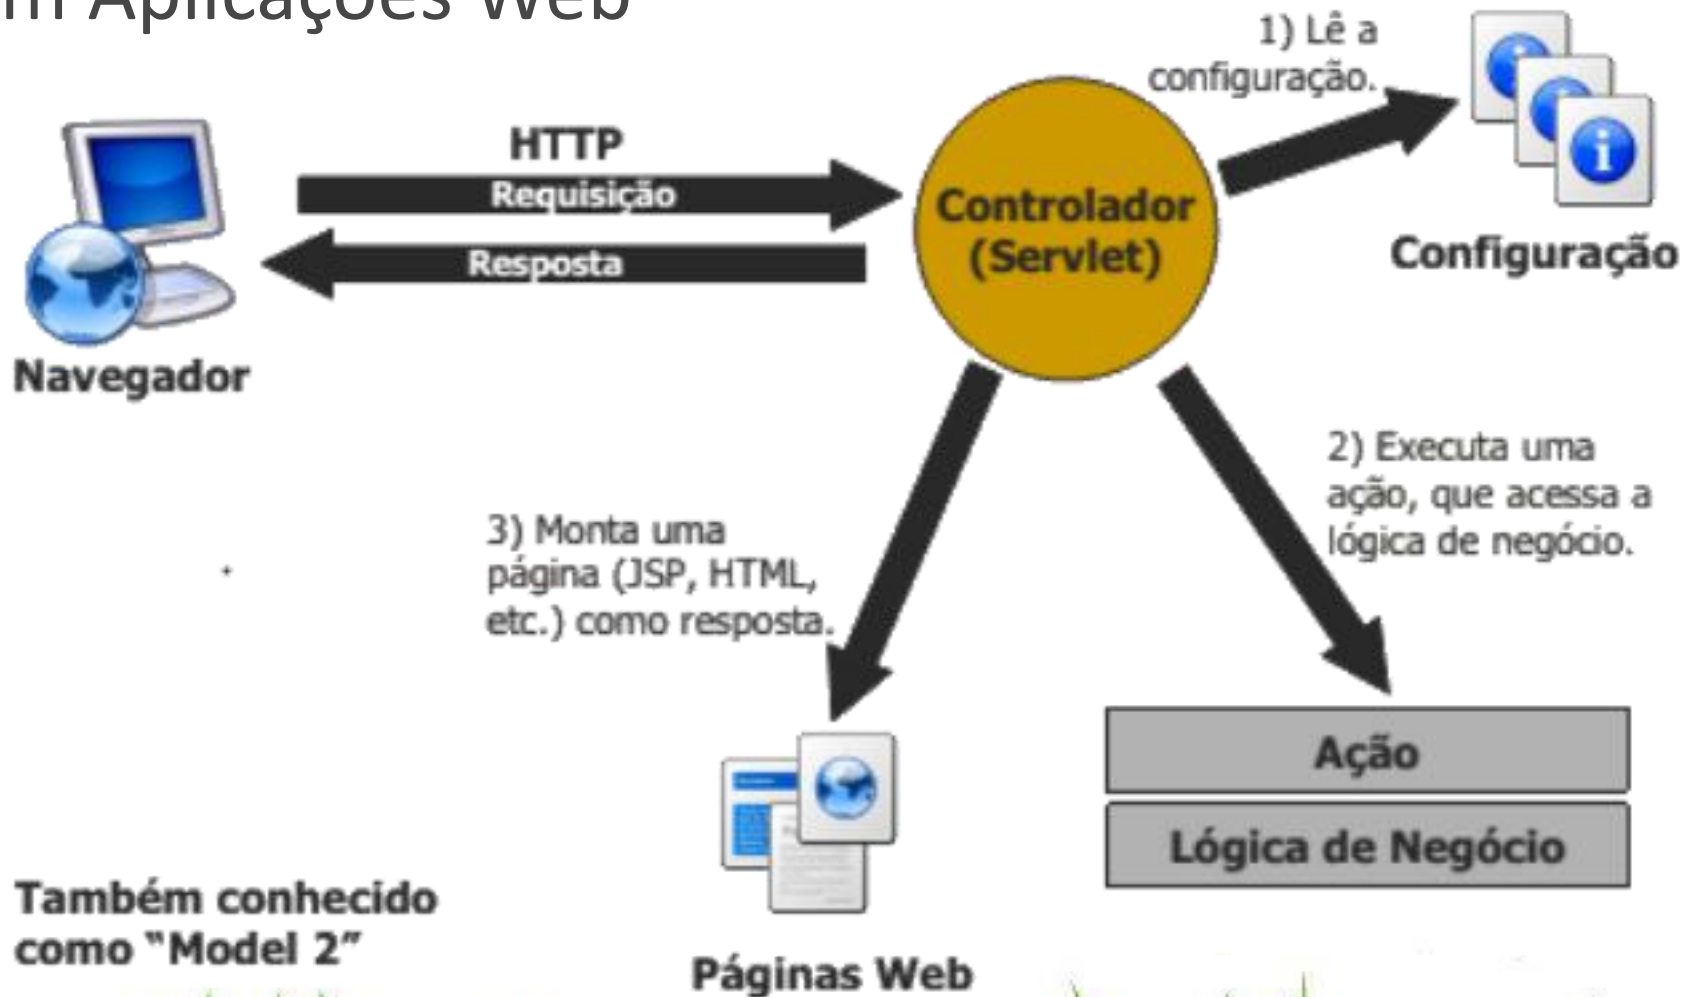 m Aplicações Web
1) Lê a
configuração.
HTTP
Requisição
Resposta
Controlador
(Servlet)
Configuração
Navegador
2) Executa uma
ação, que acessa a
lógica de negócio.
3) Monta uma
página (JSP, HTML,
etc.) como resposta.
Ação
Lógica de Negócio
Também conhecido
como “Model 2”
Páginas Web